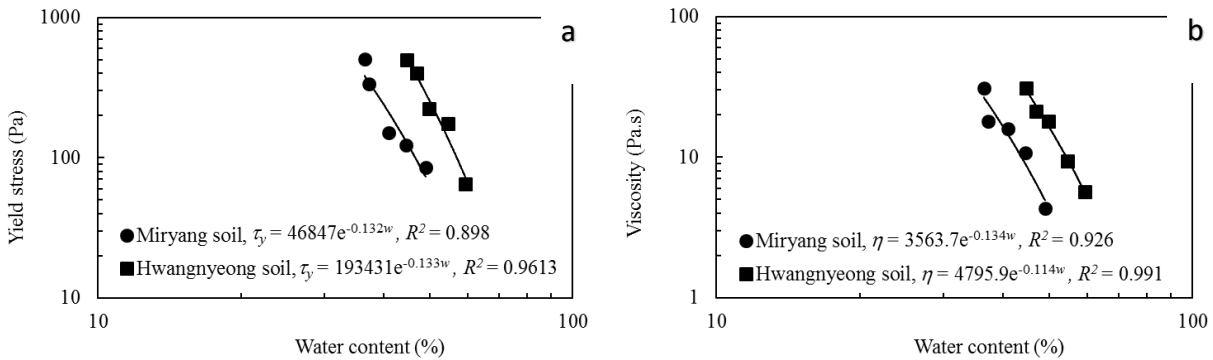 a
1000
100
10
10
100
Yield stress (Pa)
Water content (%)
Miryang soil, τy = 46847e-0.132w , R2 = 0.898
Hwangnyeong soil, τy = 193431e-0.133w , R2 = 0.9613
b
100
10
1
10
100
Viscosity (Pa.s)
Water content (%)
Miryang soil, η = 3563.7e-0.134w , R2 = 0.926
Hwangnyeong soil, η = 4795.9e-0.114w , R2 = 0.991